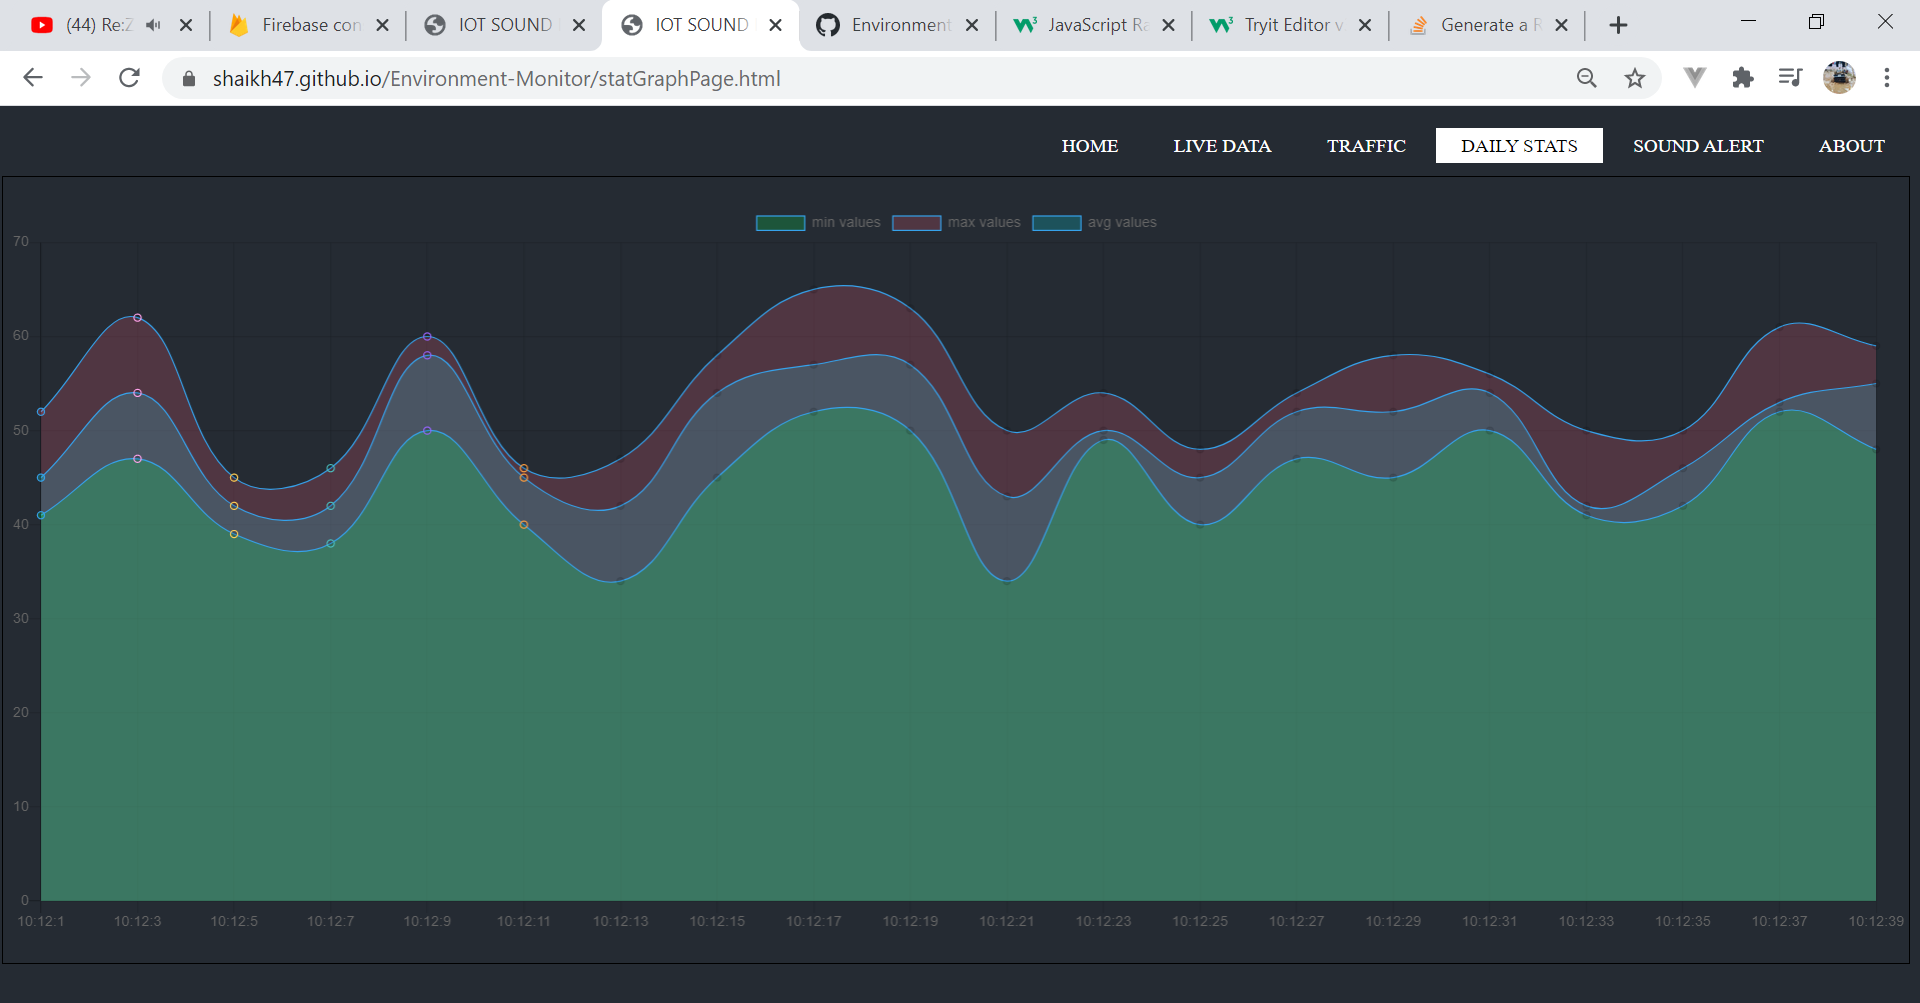 (44) Re:Z Firebase con IOT SOUND IOT SOUND Environment JavaScript Ra Tryit Editor v Generate a R
shaikh47.github.io/Environment-Monitor/statGraphPage.html
HOME LIVE DATA TRAFFIC DAILY STATS SOUND ALERT ABOUT
min values max values avg values
70
60
50
40
30
20
10
0
10:12:1 10:12:3 10:12:5 10:12:7 10:12:9 10:12:11 10:12:13 10:12:15 10:12:17 10:12:19 10:12:21 10:12:23 10:12:25 10:12:27 10:12:29 10:12:31 10:12:33 10:12:35 10:12:37 10:12:39